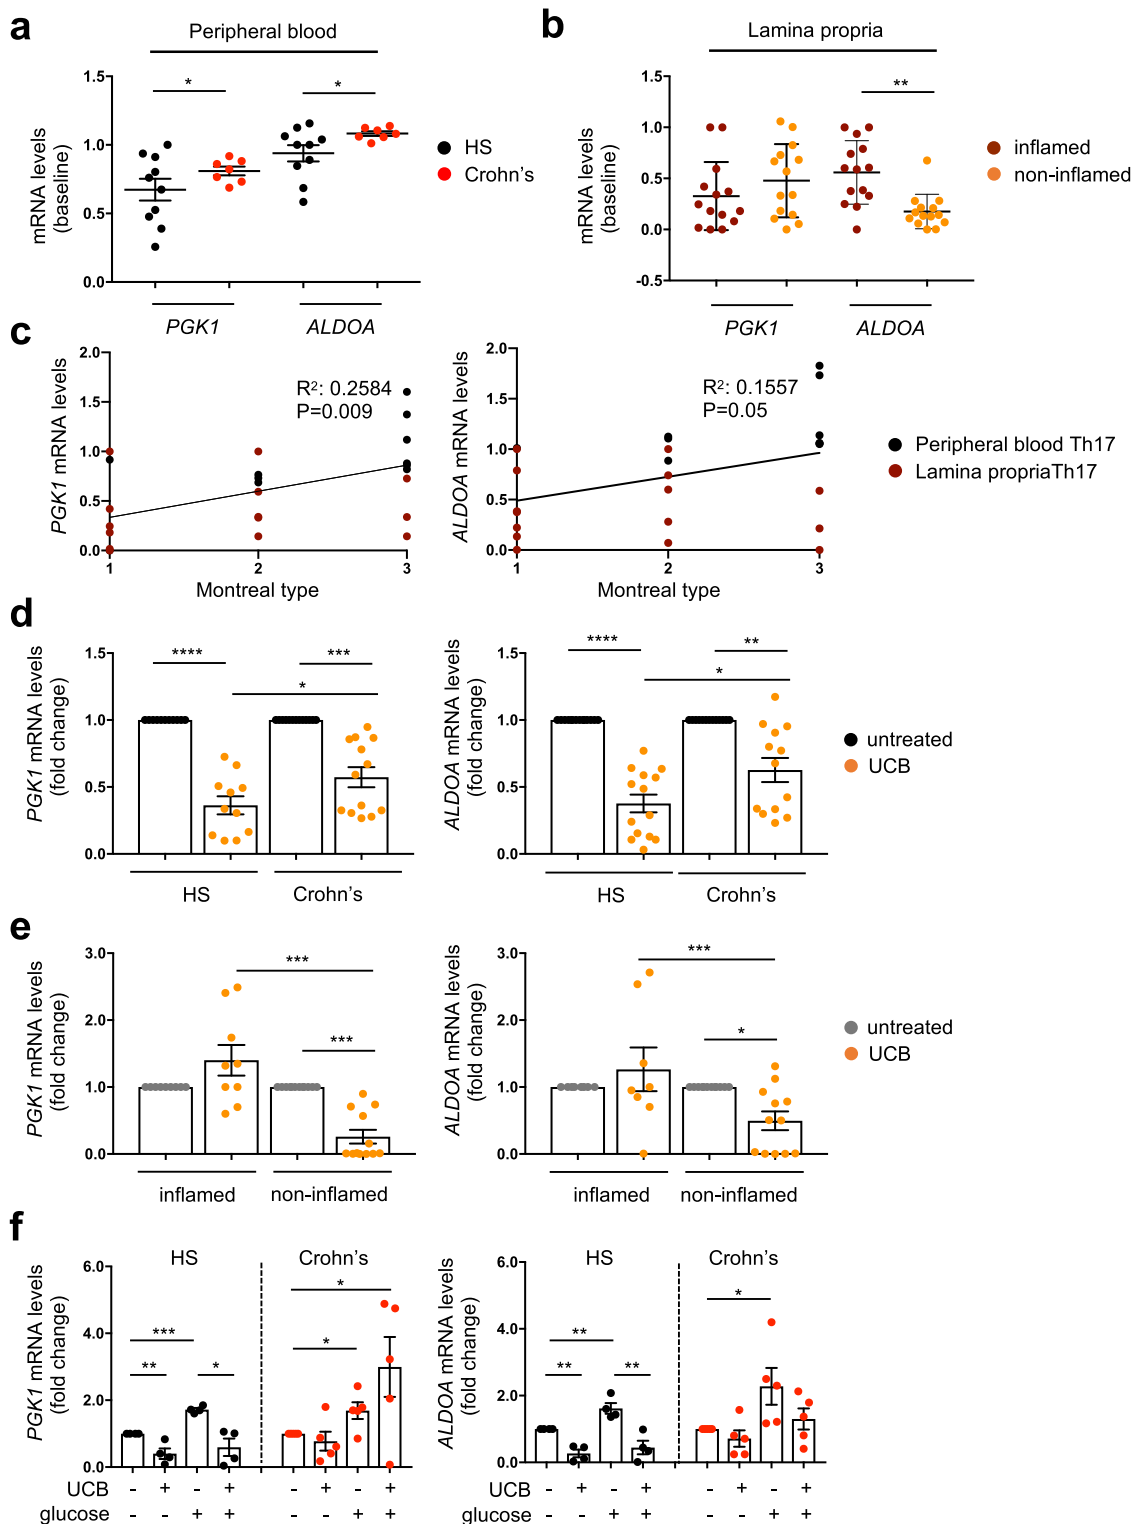 a
Peripheral blood
mRNA levels
(baseline)
1.5
1.0
0.5
0.0
*
*
HS
Crohn's
PGK1
ALDOA
b
Lamina propria
mRNA levels
(baseline)
1.5
1.0
0.5
0.0
-0.5
**
inflamed
non-inflamed
PGK1
ALDOA
c
PGK1 mRNA levels
2.0
1.5
1.0
0.5
0.0
R²: 0.2584
P=0.009
1 2 3
Montreal type
ALDOA mRNA levels
2.0
1.5
1.0
0.5
0.0
R²: 0.1557
P=0.05
1 2 3
Montreal type
Peripheral blood Th17
Lamina propriaTh17
d
PGK1 mRNA levels
(fold change)
1.5
1.0
0.5
0.0
****
***
*
HS
Crohn's
ALDOA mRNA levels
(fold change)
1.5
1.0
0.5
0.0
****
**
*
HS
Crohn's
untreated
UCB
e
PGK1 mRNA levels
(fold change)
3.0
2.0
1.0
0.0
***
***
inflamed
non-inflamed
ALDOA mRNA levels
(fold change)
3.0
2.0
1.0
0.0
***
*
inflamed
non-inflamed
untreated
UCB
f
HS
Crohn's
PGK1 mRNA levels
(fold change)
6.0
4.0
2.0
0.0
***
**
*
*
*
UCB - + - + - + - +
glucose - - + + - - + +
HS
Crohn's
ALDOA mRNA levels
(fold change)
6.0
4.0
2.0
0.0
**
**
**
*
- + - + - + - +
- - + + - - + +